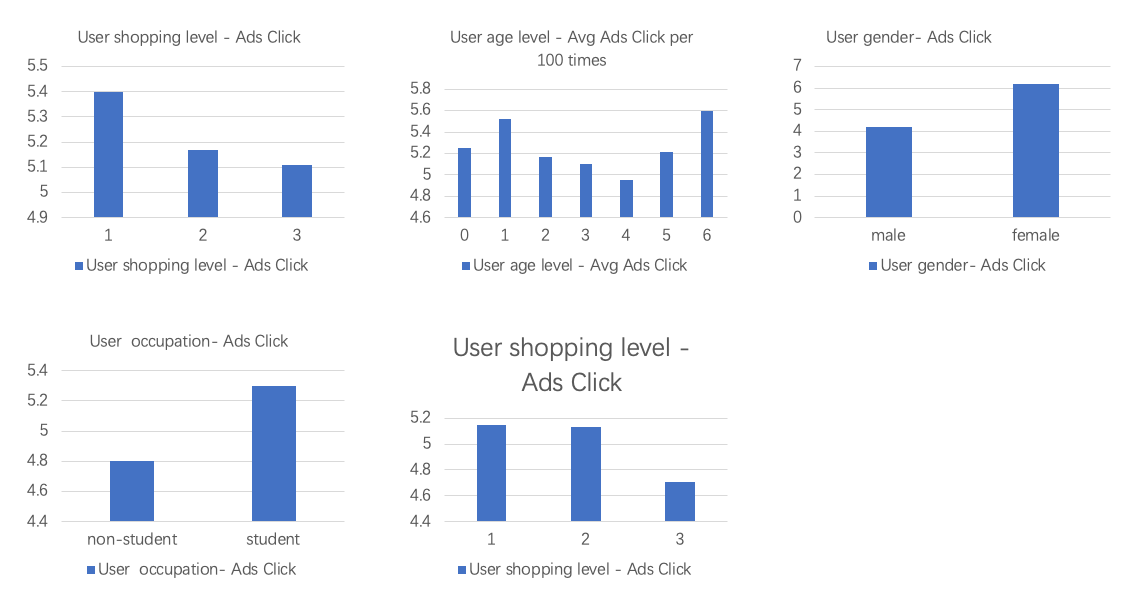 User shopping level - Ads Click
5.5
5.4
5.3
5.2
5.1
5
4.9
1 2 3
User shopping level - Ads Click
User age level - Avg Ads Click per
100 times
5.8
5.6
5.4
5.2
5
4.8
4.6
0 1 2 3 4 5 6
User age level - Avg Ads Click
User gender- Ads Click
7
6
5
4
3
2
1
0
male female
User gender- Ads Click
User  occupation- Ads Click
5.4
5.2
5
4.8
4.6
4.4
non-student student
User  occupation- Ads Click
User shopping level -
Ads Click
5.2
5
4.8
4.6
4.4
1 2 3
User shopping level - Ads Click